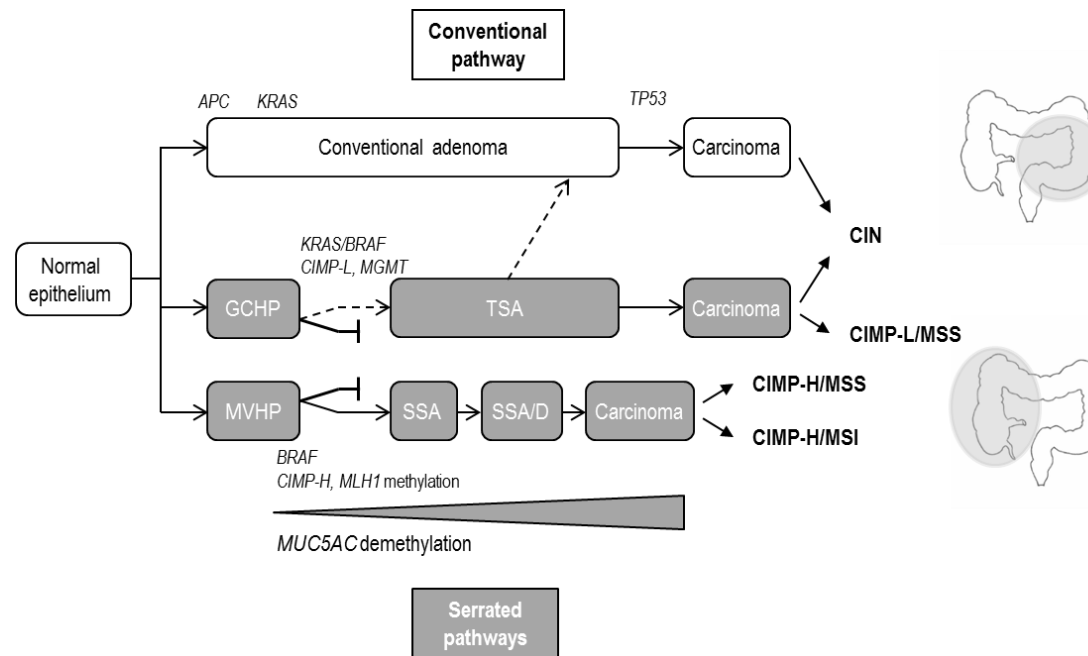 Conventional
pathway
APC KRAS
TP53
Conventional adenoma
Carcinoma
CIN
Normal
epithelium
KRAS/BRAF
CIMP-L, MGMT
GCHP
TSA
Carcinoma
CIMP-L/MSS
MVHP
SSA
SSA/D
Carcinoma
CIMP-H/MSS
CIMP-H/MSI
BRAF
CIMP-H, MLH1 methylation
MUC5AC demethylation
Serrated
pathways